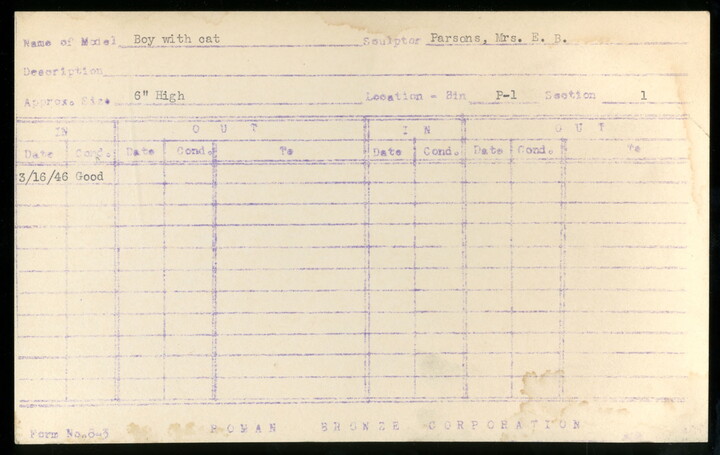 Name of Model Boy with cat Sculptor Parsons, Mrs. E. B.
Description
Approx. Size 6" High Location - Bin P-1 Section 1
IN OUT IN OUT
Date Cond. Date Cond. To Date Cond. Date Cond. To
3/16/46 Good
Form No. 843 ROMAN BRONZE CORPORATION